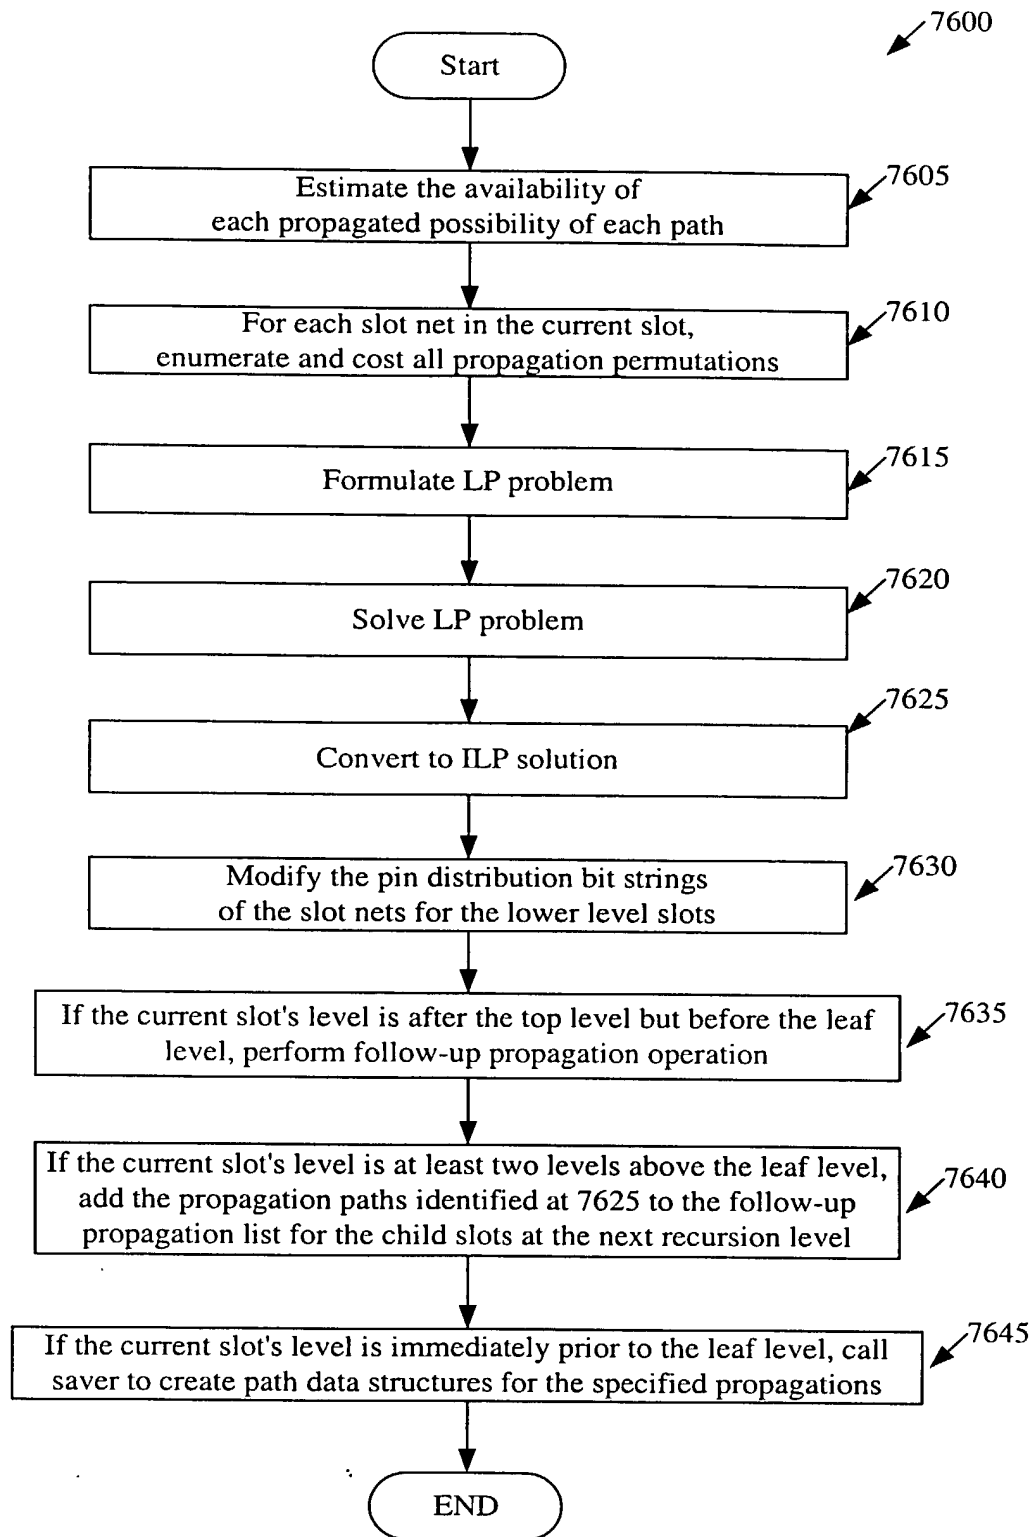 7600
Start
7605
Estimate the availability of
each propagated possibility of each path
7610
For each slot net in the current slot,
enumerate and cost all propagation permutations
7615
Formulate LP problem
7620
Solve LP problem
7625
Convert to ILP solution
7630
Modify the pin distribution bit strings
of the slot nets for the lower level slots
7635
If the current slot's level is after the top level but before the leaf
level, perform follow-up propagation operation
7640
If the current slot's level is at least two levels above the leaf level,
add the propagation paths identified at 7625 to the follow-up
propagation list for the child slots at the next recursion level
7645
If the current slot's level is immediately prior to the leaf level, call
saver to create path data structures for the specified propagations
END